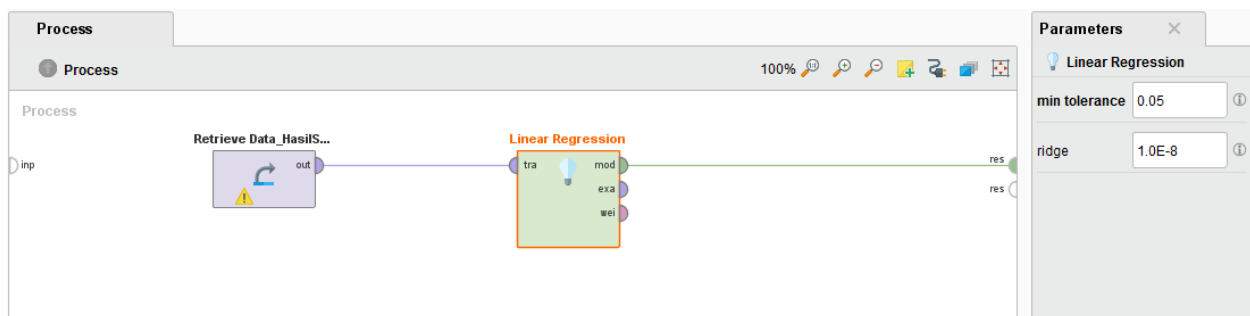 Process
Process
100%
Process
inp
Retrieve Data_HasilS...
out
Linear Regression
tra
mod
exa
wei
res
res
Parameters
Linear Regression
min tolerance
0.05
ridge
1.0E-8